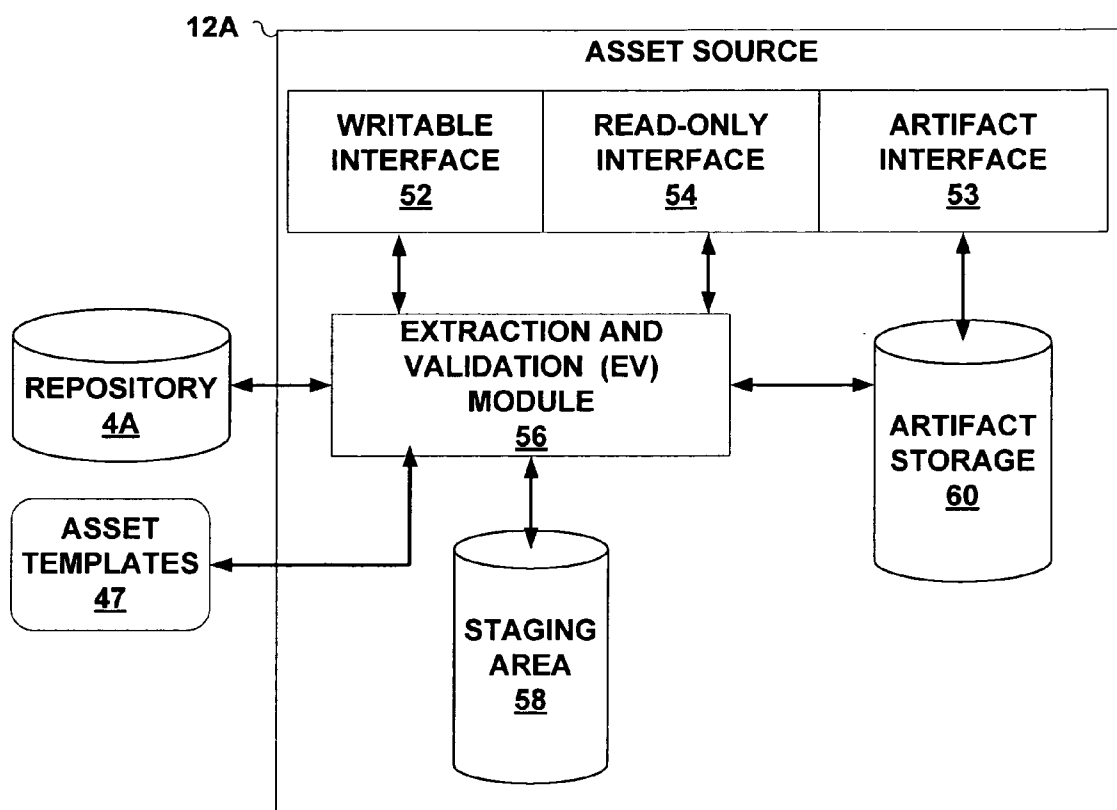 12A
ASSET SOURCE
WRITABLE
INTERFACE
52
READ-ONLY
INTERFACE
54
ARTIFACT
INTERFACE
53
EXTRACTION AND
VALIDATION (EV)
MODULE
56
REPOSITORY
4A
ARTIFACT
STORAGE
60
ASSET
TEMPLATES
47
STAGING
AREA
58